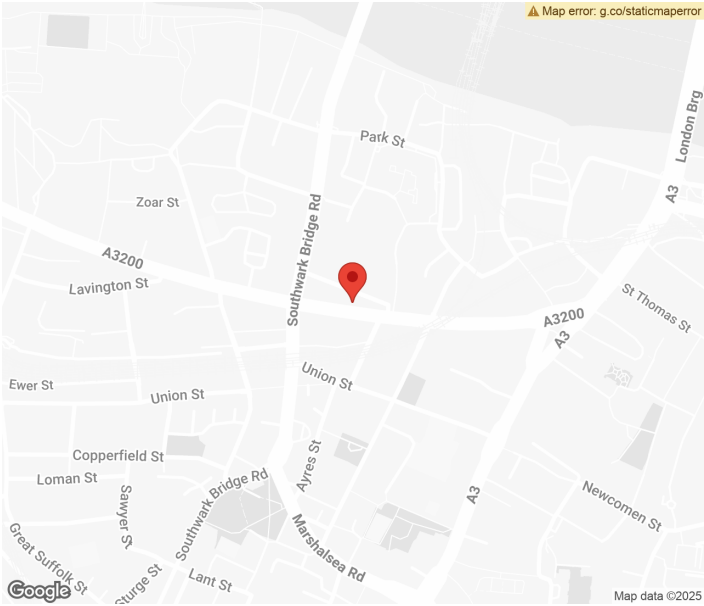 Map error: g.co/staticmaperror
London Brg
Park St
A3
Zoar St
Southwark Bridge Rd
A3200
Lavington St
St Thomas St
A3200
A3
Union St
Ewer St
Union St
Ayres St
Copperfield St
Loman St
Southwark Bridge Rd
A3
Sawyer St
Newcomen St
Marshalsea Rd
Great Suffolk St
Sturge St
Lant St
Google
Map data ©2025